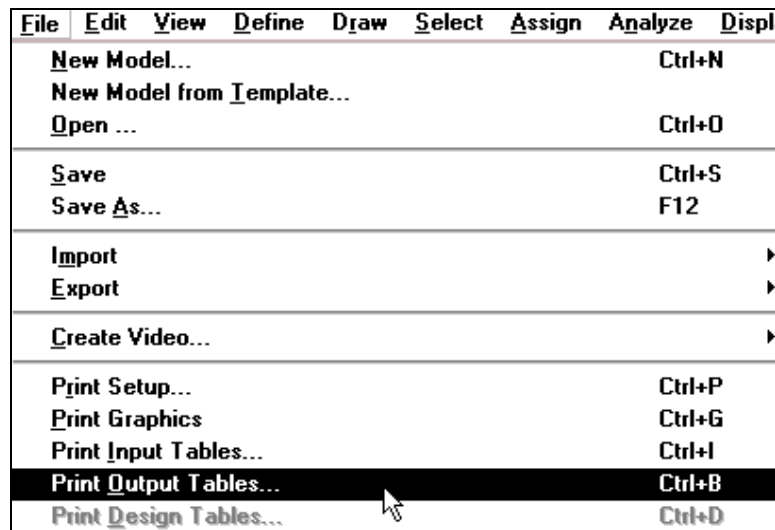 File Edit View Define Draw Select Assign Analyze Displ
New Model... Ctrl+N
New Model from Template...
Open ... Ctrl+O
Save Ctrl+S
Save As... F12
Import
Export
Create Video...
Print Setup... Ctrl+P
Print Graphics Ctrl+G
Print Input Tables... Ctrl+I
Print Output Tables... Ctrl+B
Print Design Tables... Ctrl+D